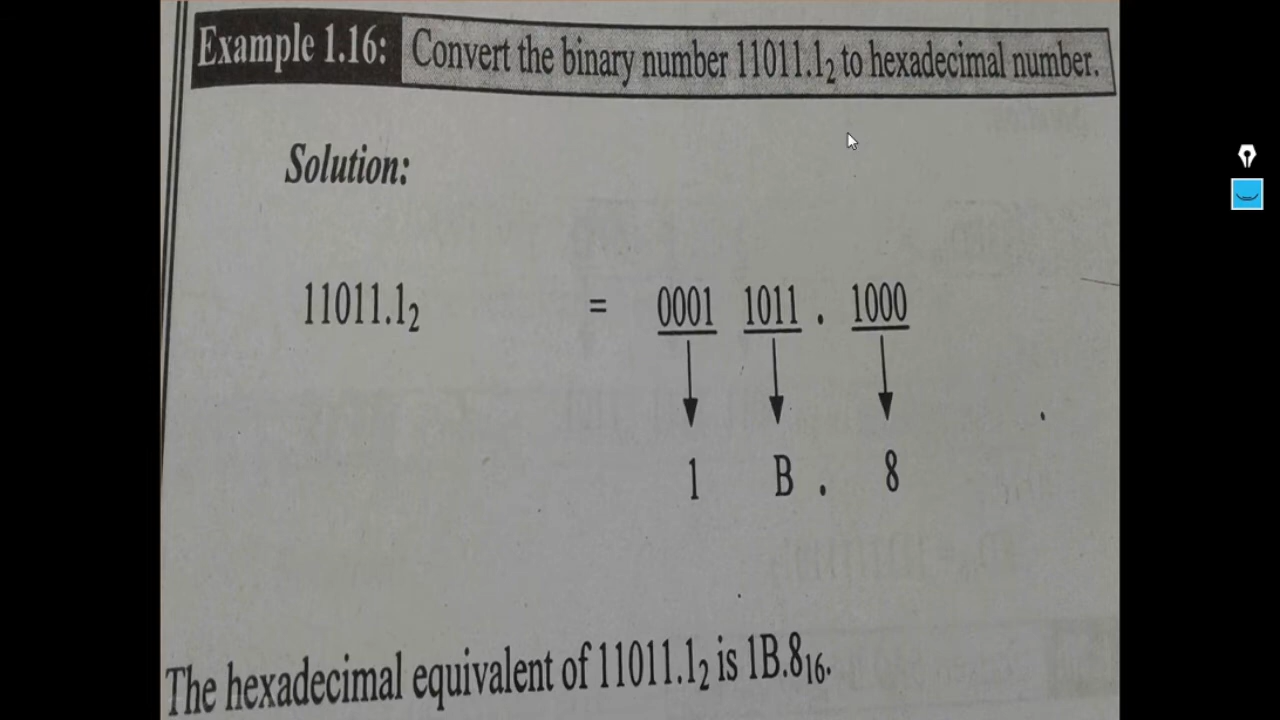 Example 1.16: Convert the binary number 11011.1₂ to hexadecimal number.
Solution:
11011.1₂ = 0001 1011 . 1000
1 B . 8
The hexadecimal equivalent of 11011.1₂ is 1B.8₁₆.